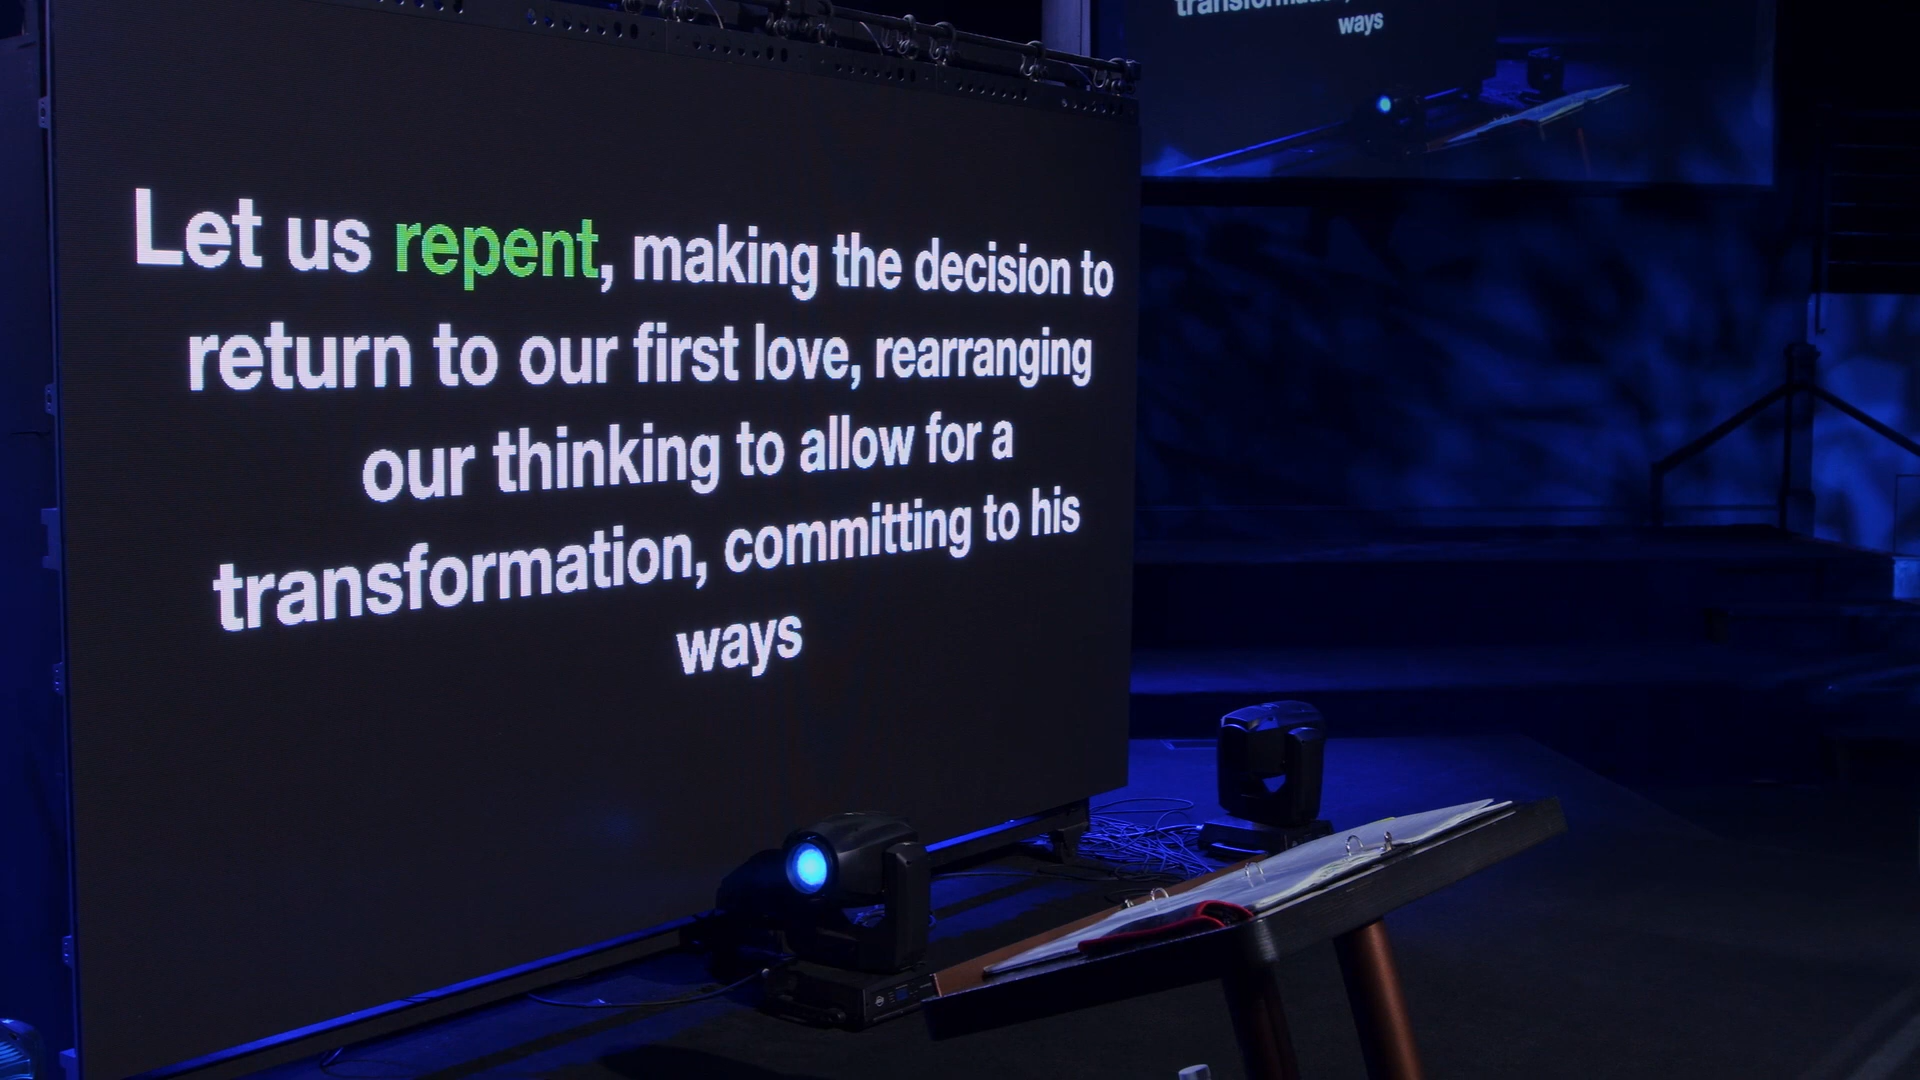 Let us repent, making the decision to
return to our first love, rearranging
our thinking to allow for a
transformation, committing to his
ways
ways